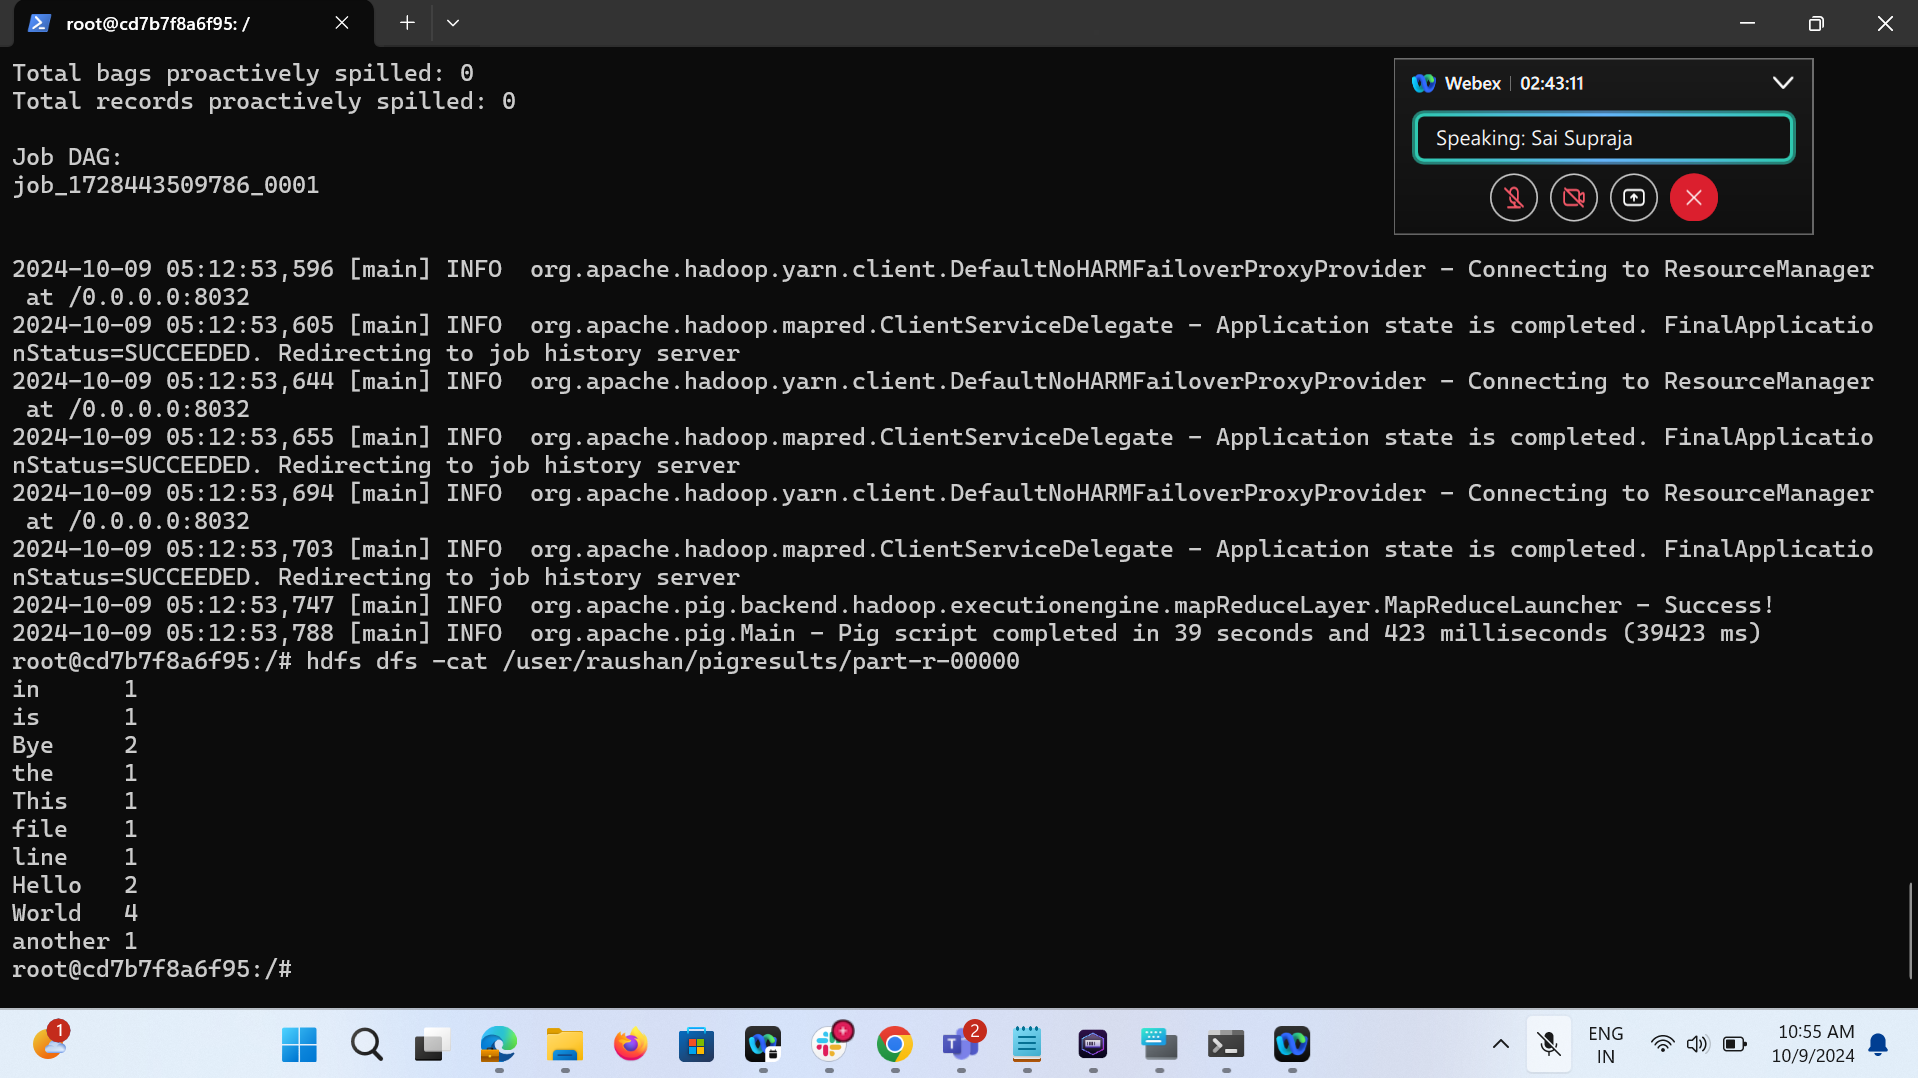 root@cd7b7f8a6f95: /
Total bags proactively spilled: 0
Total records proactively spilled: 0
Webex | 02:43:11
Speaking: Sai Supraja
Job DAG:
job_1728443509786_0001
2024-10-09 05:12:53,596 [main] INFO  org.apache.hadoop.yarn.client.DefaultNoHARMFailoverProxyProvider - Connecting to ResourceManager
 at /0.0.0.0:8032
2024-10-09 05:12:53,605 [main] INFO  org.apache.hadoop.mapred.ClientServiceDelegate - Application state is completed. FinalApplicatio
nStatus=SUCCEEDED. Redirecting to job history server
2024-10-09 05:12:53,644 [main] INFO  org.apache.hadoop.yarn.client.DefaultNoHARMFailoverProxyProvider - Connecting to ResourceManager
 at /0.0.0.0:8032
2024-10-09 05:12:53,655 [main] INFO  org.apache.hadoop.mapred.ClientServiceDelegate - Application state is completed. FinalApplicatio
nStatus=SUCCEEDED. Redirecting to job history server
2024-10-09 05:12:53,694 [main] INFO  org.apache.hadoop.yarn.client.DefaultNoHARMFailoverProxyProvider - Connecting to ResourceManager
 at /0.0.0.0:8032
2024-10-09 05:12:53,703 [main] INFO  org.apache.hadoop.mapred.ClientServiceDelegate - Application state is completed. FinalApplicatio
nStatus=SUCCEEDED. Redirecting to job history server
2024-10-09 05:12:53,747 [main] INFO  org.apache.pig.backend.hadoop.executionengine.mapReduceLayer.MapReduceLauncher - Success!
2024-10-09 05:12:53,788 [main] INFO  org.apache.pig.Main - Pig script completed in 39 seconds and 423 milliseconds (39423 ms)
root@cd7b7f8a6f95:/# hdfs dfs -cat /user/raushan/pigresults/part-r-00000
in      1
is      1
Bye     2
the     1
This    1
file    1
line    1
Hello   2
World   4
another 1
root@cd7b7f8a6f95:/#
1
2
ENG
IN
10:55 AM
10/9/2024